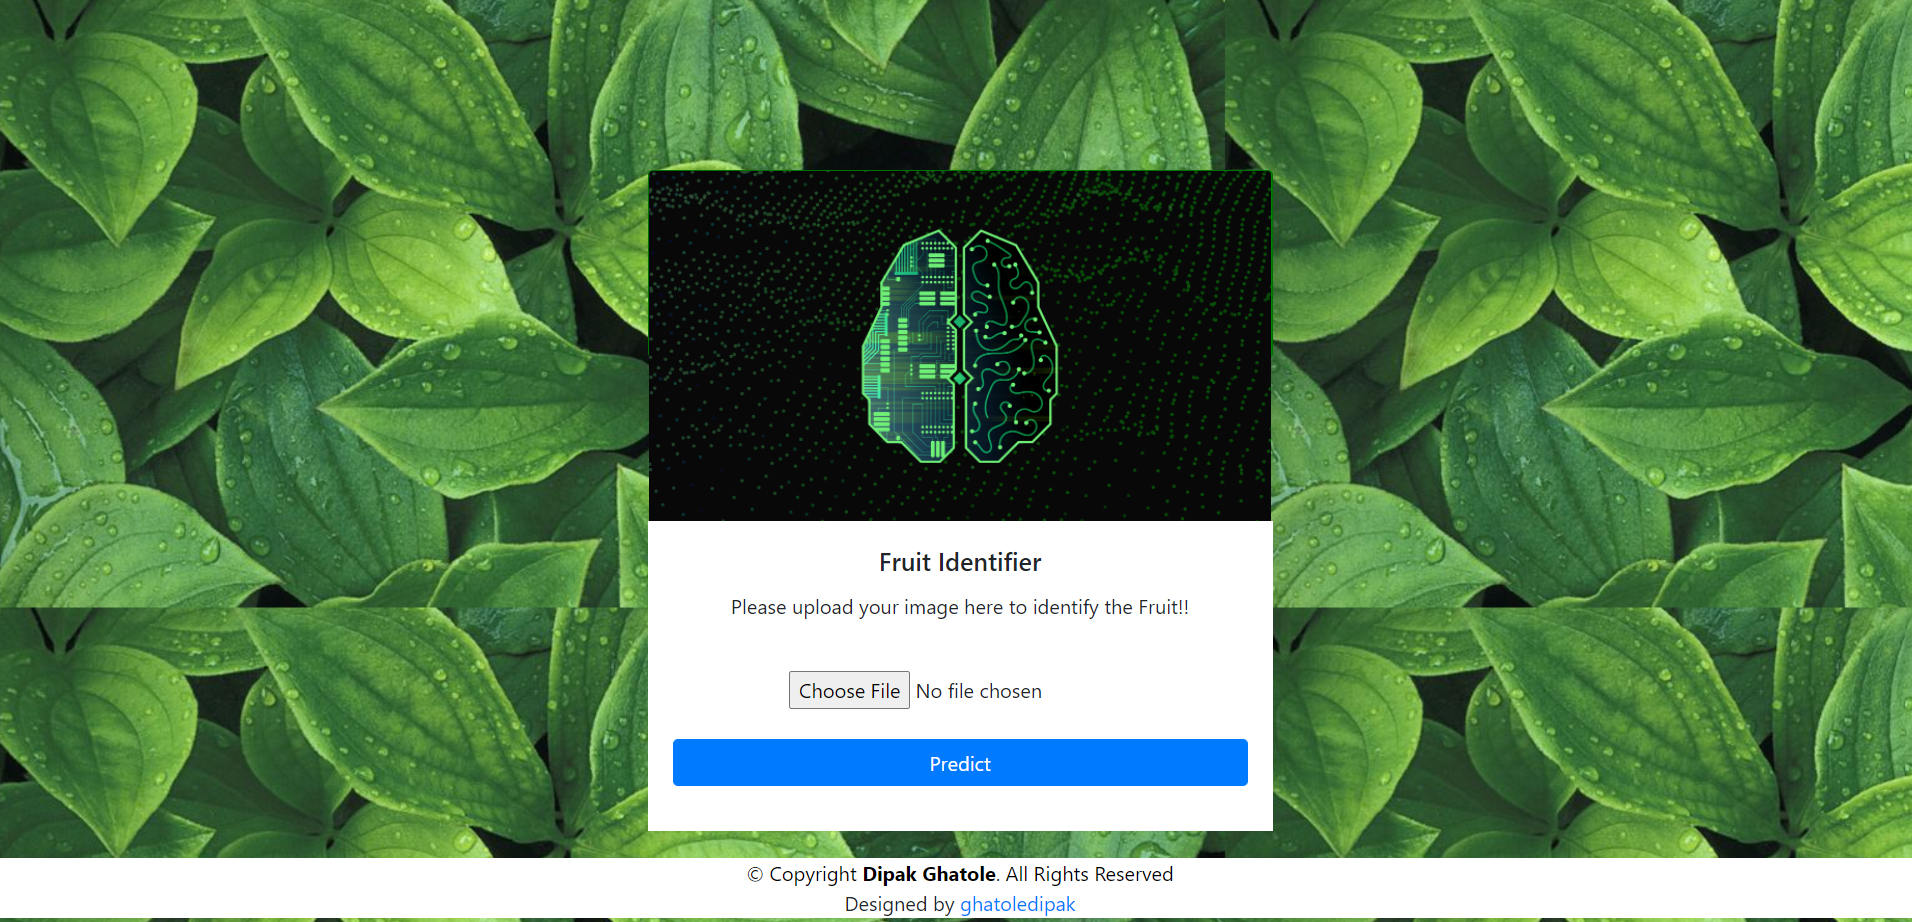 Fruit Identifier
Please upload your image here to identify the Fruit!!
Choose File No file chosen
Predict
© Copyright Dipak Ghatole. All Rights Reserved
Designed by ghatoledipak